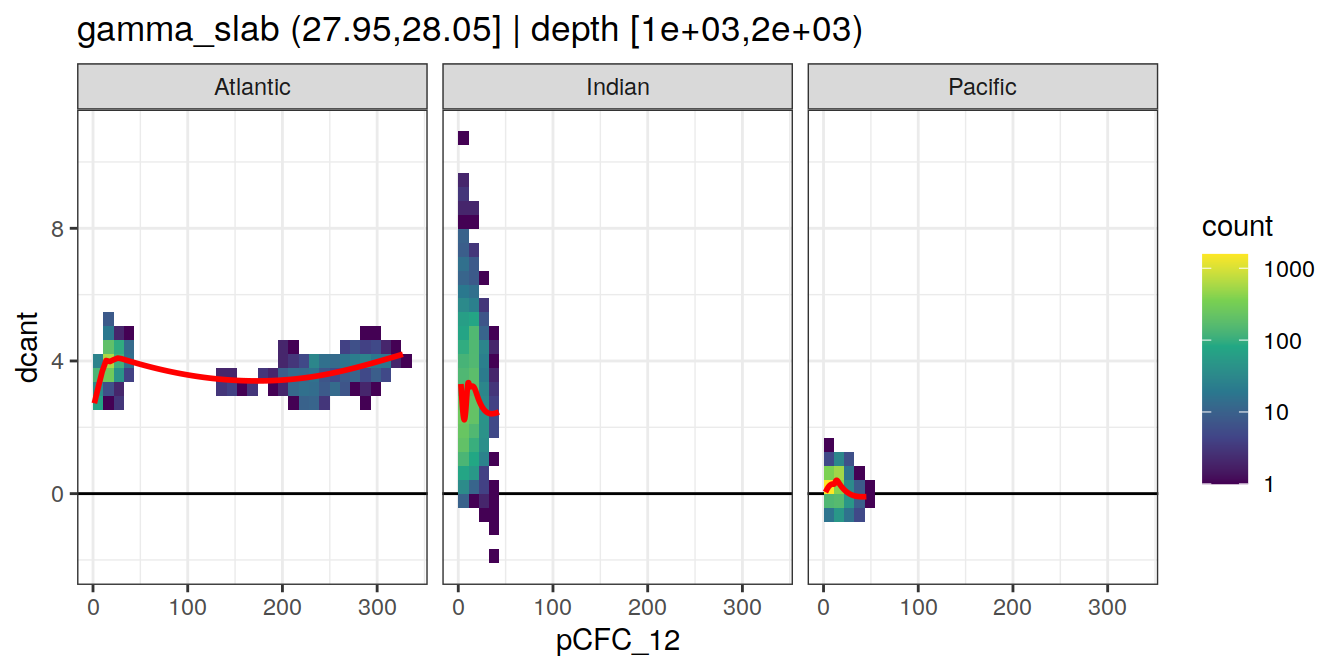 gamma_slab (27.95,28.05] | depth [1e+03,2e+03)
Atlantic Indian Pacific
dcant
8
4
0
0 100 200 300 0 100 200 300 0 100 200 300
pCFC_12
count
1000
100
10
1